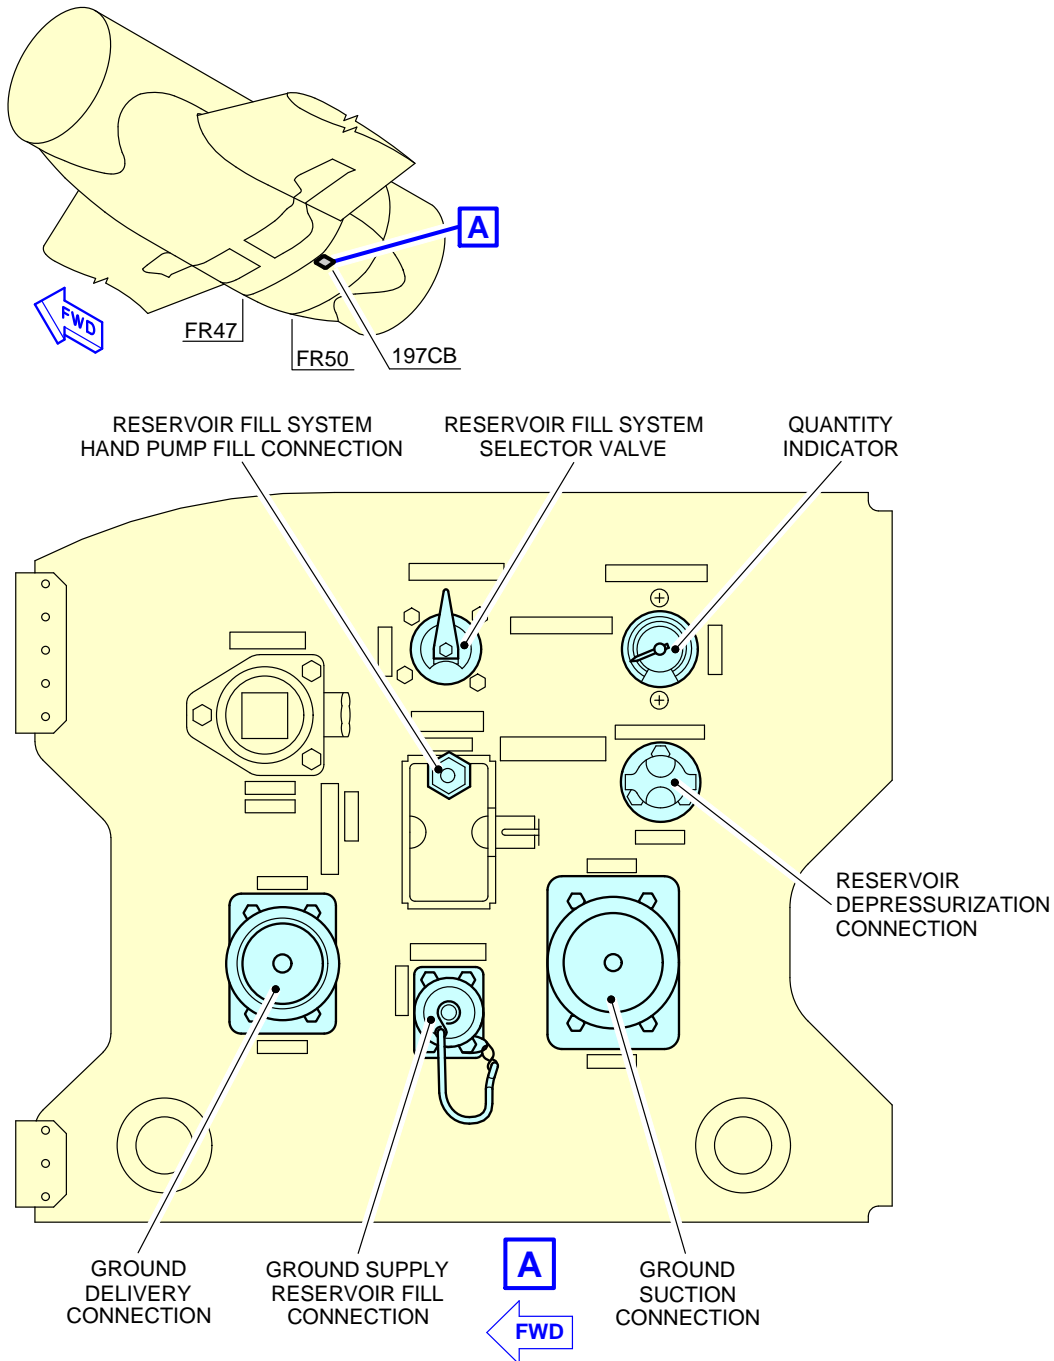 A
FWD
FR47
FR50
197CB
RESERVOIR FILL SYSTEM
HAND PUMP FILL CONNECTION
RESERVOIR FILL SYSTEM
SELECTOR VALVE
QUANTITY
INDICATOR
RESERVOIR
DEPRESSURIZATION
CONNECTION
GROUND
DELIVERY
CONNECTION
GROUND SUPPLY
RESERVOIR FILL
CONNECTION
A
FWD
GROUND
SUCTION
CONNECTION